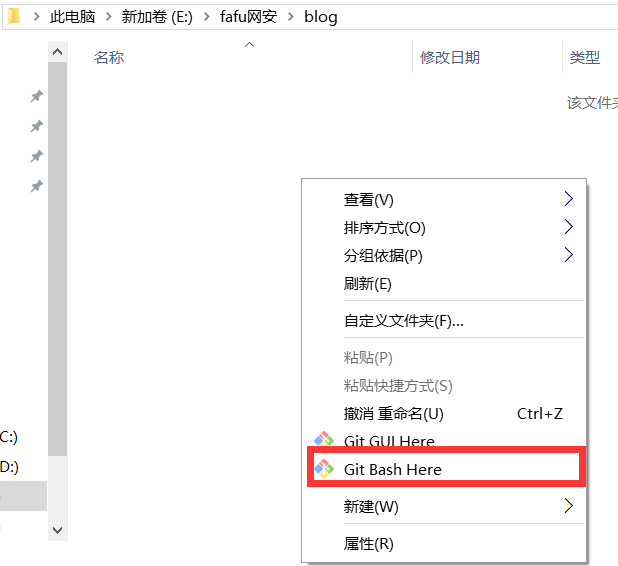 此电脑 > 新加卷 (E:) > fafu网安 > blog
名称 修改日期 类型
该文件夹
查看(V)
排序方式(O)
分组依据(P)
刷新(E)
自定义文件夹(F)...
粘贴(P)
粘贴快捷方式(S)
撤消 重命名(U) Ctrl+Z
Git GUI Here
Git Bash Here
新建(W)
属性(R)
C:)
D:)